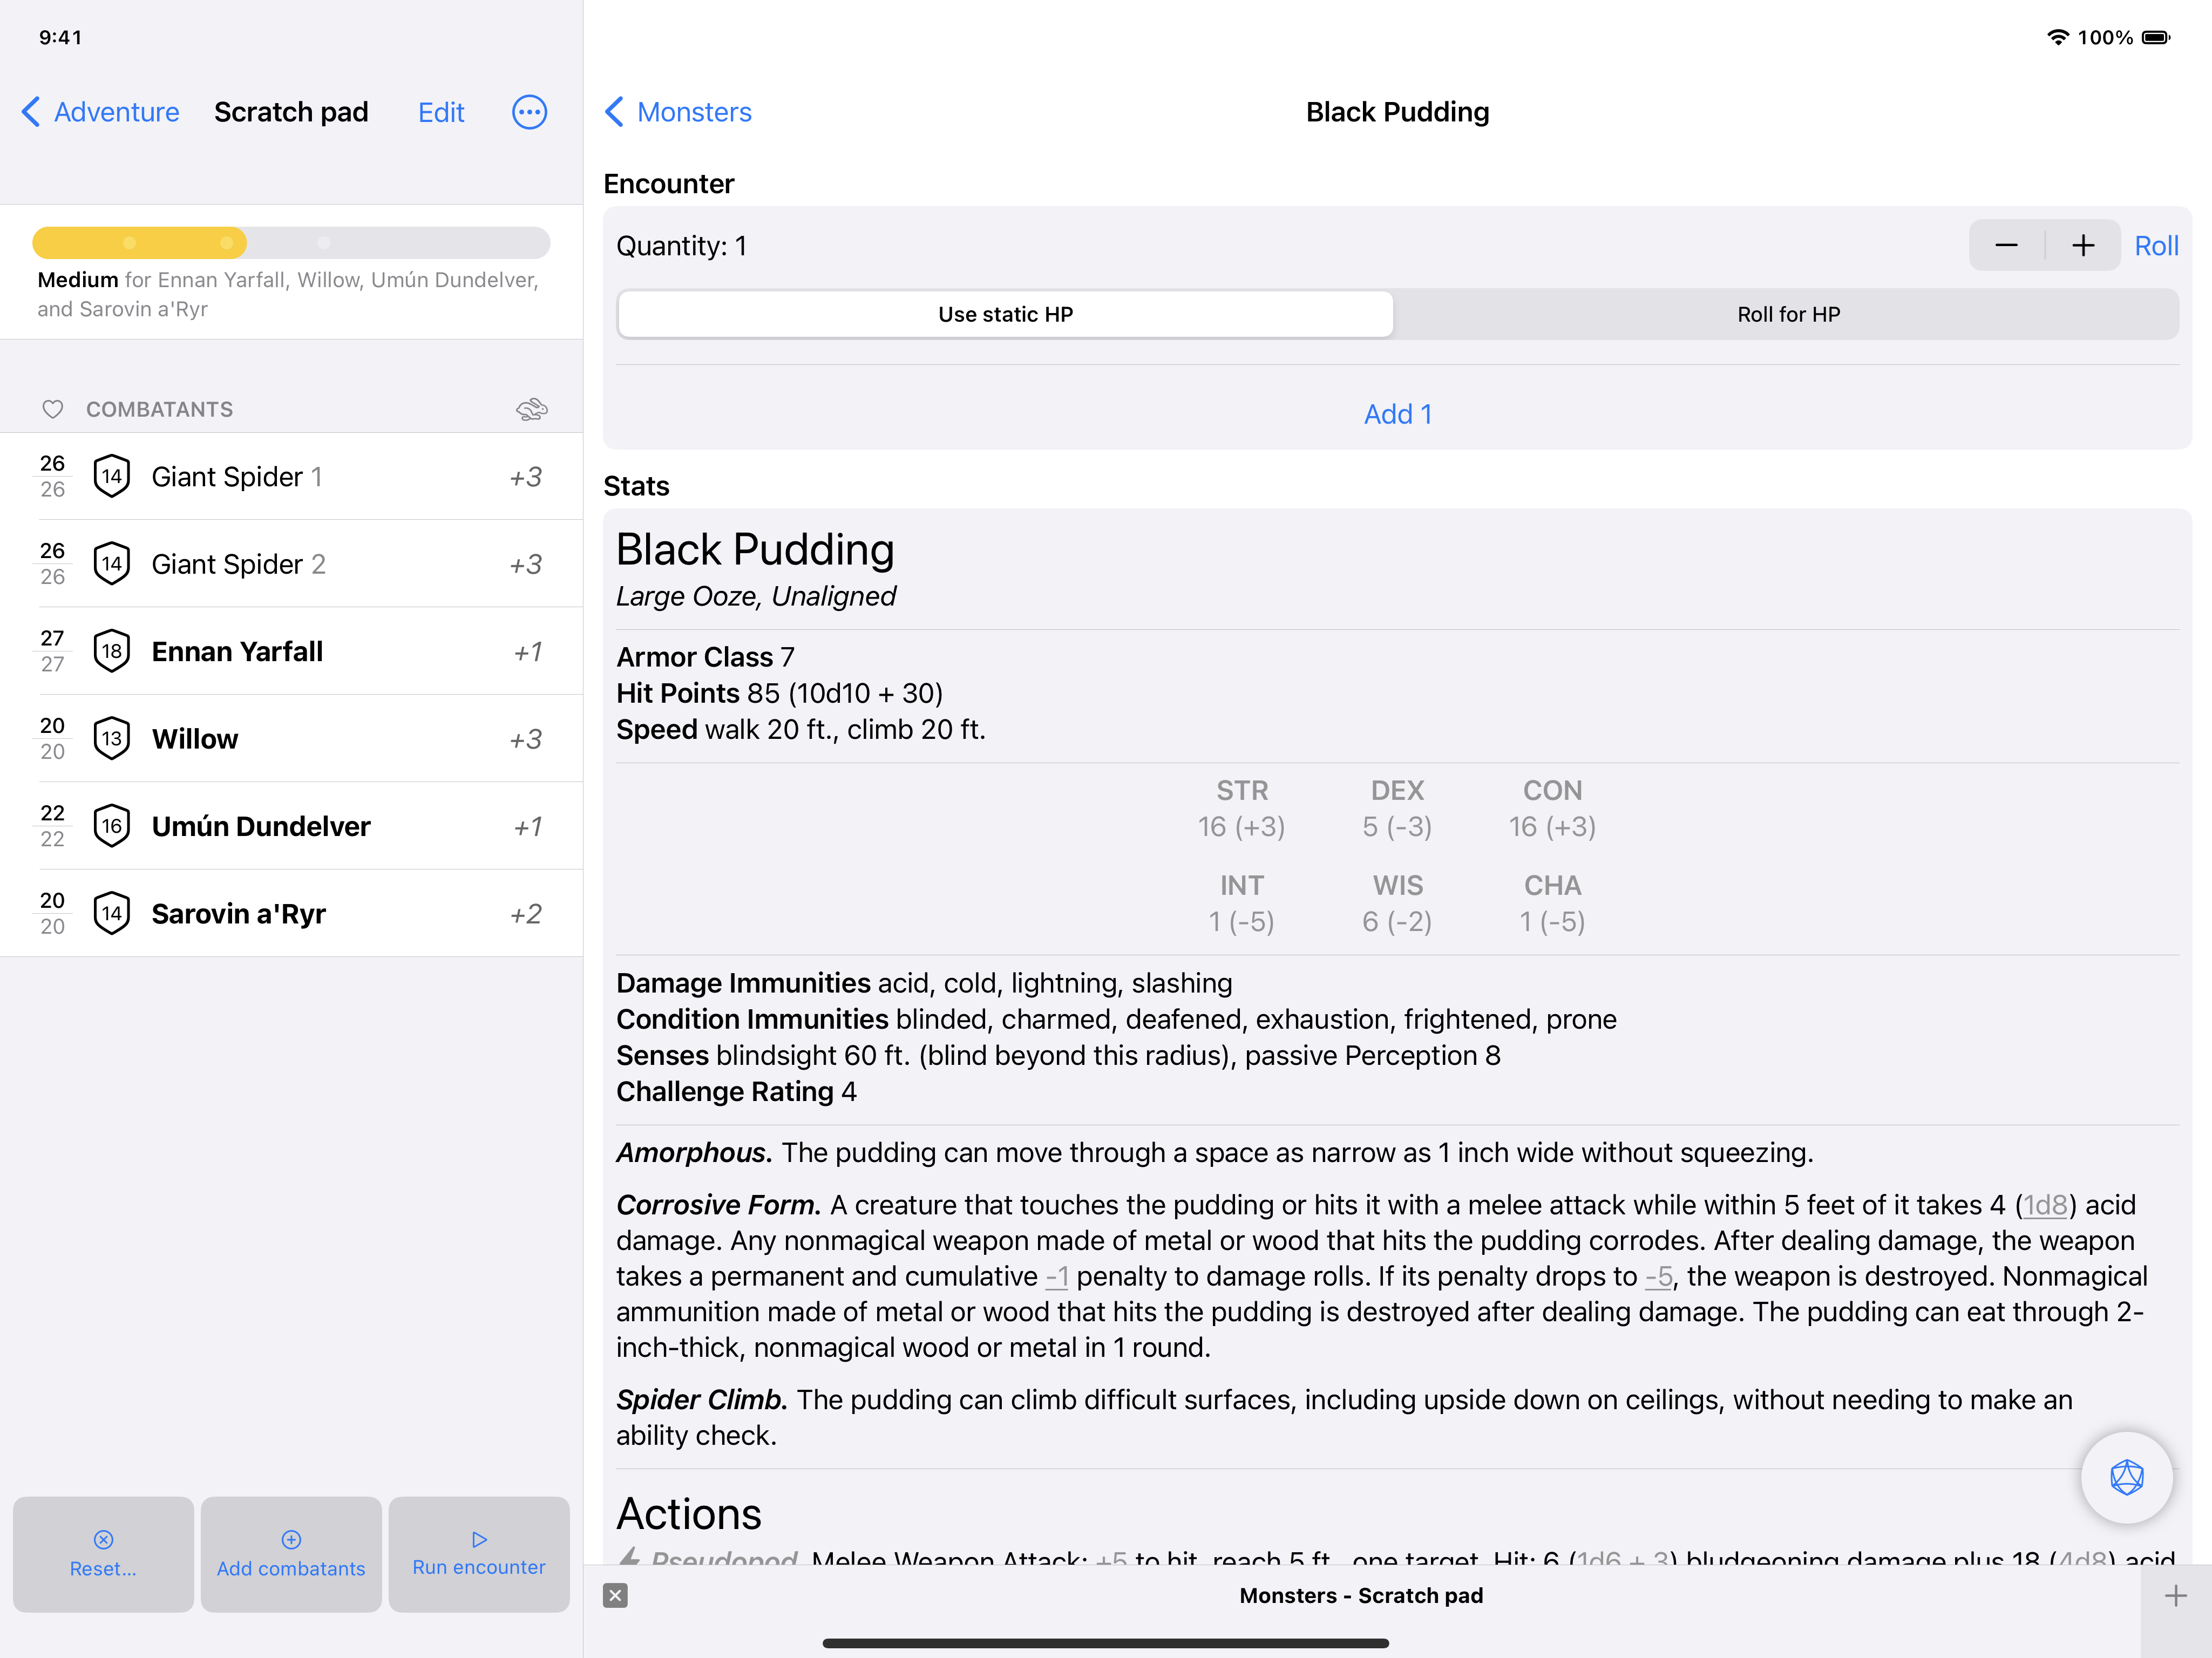 9:41
100%
Adventure
Scratch pad
Edit
Medium for Ennan Yarfall, Willow, Umún Dundelver,
and Sarovin a'Ryr
COMBATANTS
26
26
14
Giant Spider 1
+3
26
26
14
Giant Spider 2
+3
27
27
18
Ennan Yarfall
+1
20
20
13
Willow
+3
22
22
16
Umún Dundelver
+1
20
20
14
Sarovin a'Ryr
+2
Reset...
Add combatants
Run encounter
Monsters
Black Pudding
Encounter
Quantity: 1
Roll
Use static HP
Roll for HP
Add 1
Stats
Black Pudding
Large Ooze, Unaligned
Armor Class 7
Hit Points 85 (10d10 + 30)
Speed walk 20 ft., climb 20 ft.
STR DEX CON
16 (+3) 5 (-3) 16 (+3)
INT WIS CHA
1 (-5) 6 (-2) 1 (-5)
Damage Immunities acid, cold, lightning, slashing
Condition Immunities blinded, charmed, deafened, exhaustion, frightened, prone
Senses blindsight 60 ft. (blind beyond this radius), passive Perception 8
Challenge Rating 4
Amorphous. The pudding can move through a space as narrow as 1 inch wide without squeezing.
Corrosive Form. A creature that touches the pudding or hits it with a melee attack while within 5 feet of it takes 4 (1d8) acid
damage. Any nonmagical weapon made of metal or wood that hits the pudding corrodes. After dealing damage, the weapon
takes a permanent and cumulative -1 penalty to damage rolls. If its penalty drops to -5, the weapon is destroyed. Nonmagical
ammunition made of metal or wood that hits the pudding is destroyed after dealing damage. The pudding can eat through 2-
inch-thick, nonmagical wood or metal in 1 round.
Spider Climb. The pudding can climb difficult surfaces, including upside down on ceilings, without needing to make an
ability check.
Actions
Pseudopod. Melee Weapon Attack: +5 to hit, reach 5 ft., one target. Hit: 6 (1d6 + 3) bludgeoning damage plus 18 (4d8) acid
Monsters - Scratch pad